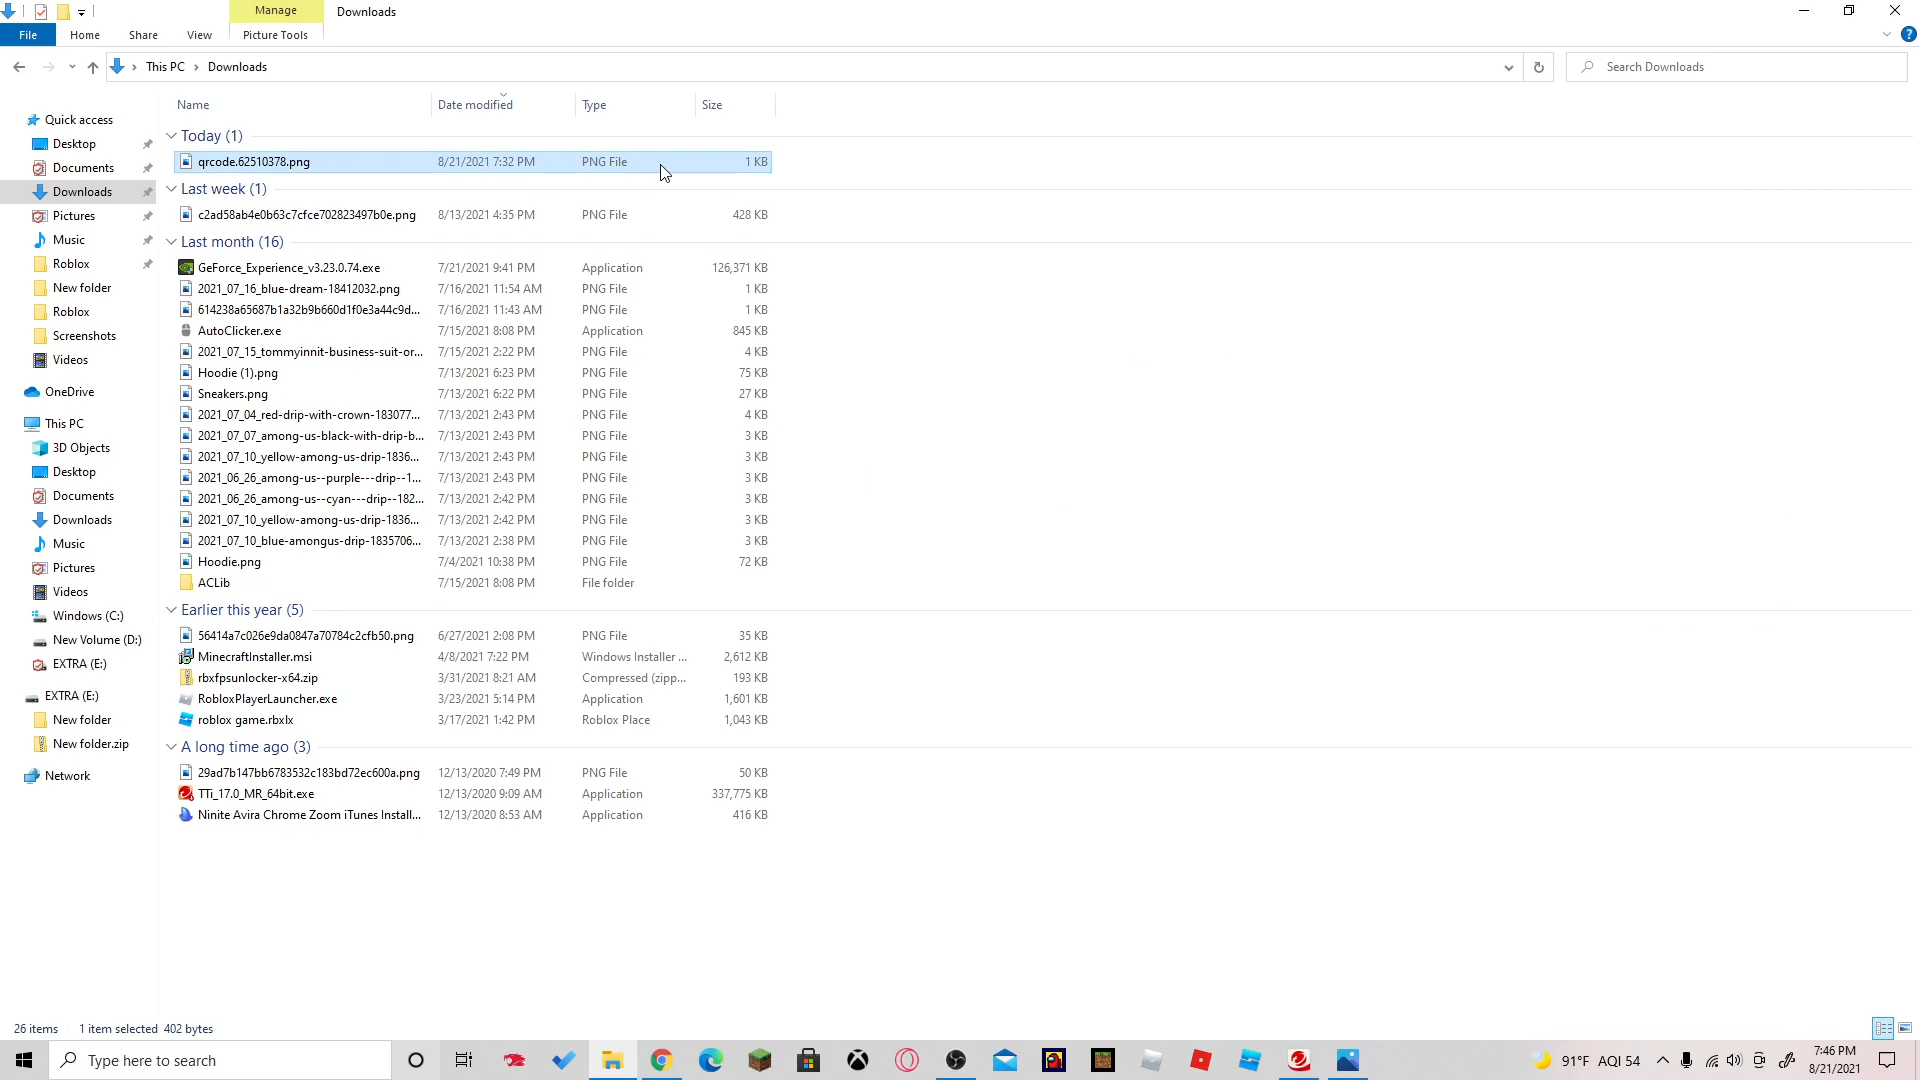 Manage
Downloads
File
Home
Share
View
Picture Tools
This PC
Downloads
Search Downloads
Name
Date modified
Type
Size
Quick access
Desktop
Documents
Downloads
Pictures
Music
Roblox
New folder
Roblox
Screenshots
Videos
OneDrive
This PC
3D Objects
Desktop
Documents
Downloads
Music
Pictures
Videos
Windows (C:)
New Volume (D:)
EXTRA (E:)
EXTRA (E:)
New folder
New folder.zip
Network
Today (1)
qrcode.62510378.png 8/21/2021 7:32 PM PNG File 1 KB
Last week (1)
c2ad58ab4e0b63c7cfce702823497b0e.png 8/13/2021 4:35 PM PNG File 428 KB
Last month (16)
GeForce_Experience_v3.23.0.74.exe 7/21/2021 9:41 PM Application 126,371 KB
2021_07_16_blue-dream-18412032.png 7/16/2021 11:54 AM PNG File 1 KB
614238a65687b1a32b9b660d1f0e3a44c9d... 7/16/2021 11:43 AM PNG File 1 KB
AutoClicker.exe 7/15/2021 8:08 PM Application 845 KB
2021_07_15_tommyinnit-business-suit-or... 7/15/2021 2:22 PM PNG File 4 KB
Hoodie (1).png 7/13/2021 6:23 PM PNG File 75 KB
Sneakers.png 7/13/2021 6:22 PM PNG File 27 KB
2021_07_04_red-drip-with-crown-183077... 7/13/2021 2:43 PM PNG File 4 KB
2021_07_07_among-us-black-with-drip-b... 7/13/2021 2:43 PM PNG File 3 KB
2021_07_10_yellow-among-us-drip-1836... 7/13/2021 2:43 PM PNG File 3 KB
2021_06_26_among-us--purple---drip--1... 7/13/2021 2:43 PM PNG File 3 KB
2021_06_26_among-us--cyan---drip--182... 7/13/2021 2:42 PM PNG File 3 KB
2021_07_10_yellow-among-us-drip-1836... 7/13/2021 2:42 PM PNG File 3 KB
2021_07_10_blue-amongus-drip-1835706... 7/13/2021 2:38 PM PNG File 3 KB
Hoodie.png 7/4/2021 10:38 PM PNG File 72 KB
ACLib 7/15/2021 8:08 PM File folder
Earlier this year (5)
56414a7c026e9da0847a70784c2cfb50.png 6/27/2021 2:08 PM PNG File 35 KB
MinecraftInstaller.msi 4/8/2021 7:22 PM Windows Installer ... 2,612 KB
rbxfpsunlocker-x64.zip 3/31/2021 8:21 AM Compressed (zipp... 193 KB
RobloxPlayerLauncher.exe 3/23/2021 5:14 PM Application 1,601 KB
roblox game.rbxlx 3/17/2021 1:42 PM Roblox Place 1,043 KB
A long time ago (3)
29ad7b147bb6783532c183bd72ec600a.png 12/13/2020 7:49 PM PNG File 50 KB
TTi_17.0_MR_64bit.exe 12/13/2020 9:09 AM Application 337,775 KB
Ninite Avira Chrome Zoom iTunes Install... 12/13/2020 8:53 AM Application 416 KB
26 items 1 item selected 402 bytes
Type here to search
91°F AQI 54
7:46 PM
8/21/2021